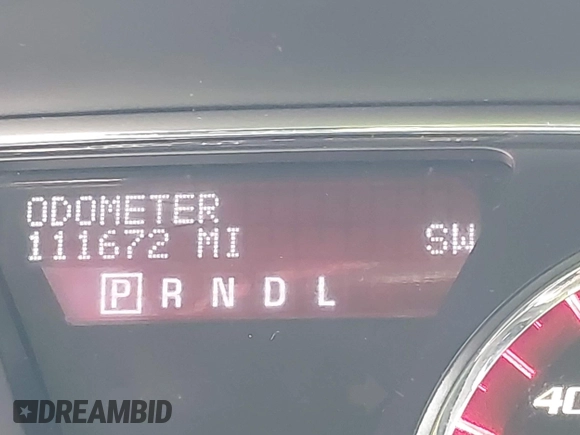 ODOMETER
111672 MI SW
P R N D L
40
DREAMBID